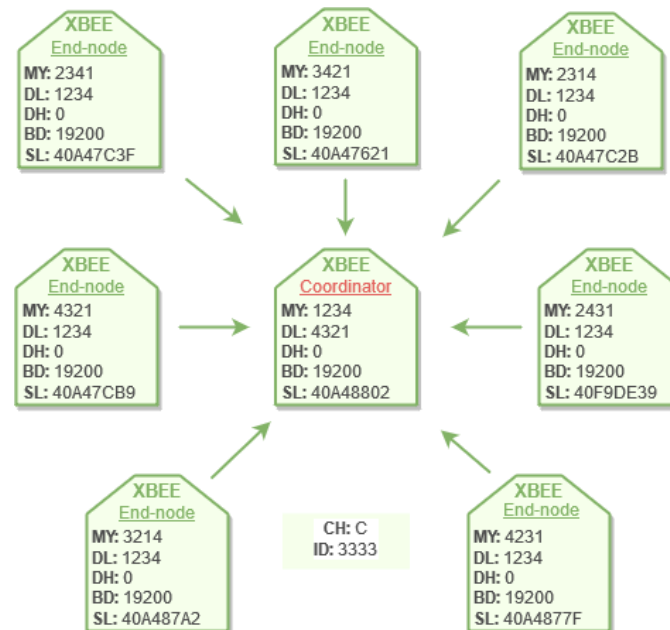 XBEE
End-node
MY: 2341
DL: 1234
DH: 0
BD: 19200
SL: 40A47C3F
XBEE
End-node
MY: 3421
DL: 1234
DH: 0
BD: 19200
SL: 40A47621
XBEE
End-node
MY: 2314
DL: 1234
DH: 0
BD: 19200
SL: 40A47C2B
XBEE
End-node
MY: 4321
DL: 1234
DH: 0
BD: 19200
SL: 40A47CB9
XBEE
Coordinator
MY: 1234
DL: 4321
DH: 0
BD: 19200
SL: 40A48802
XBEE
End-node
MY: 2431
DL: 1234
DH: 0
BD: 19200
SL: 40F9DE39
XBEE
End-node
MY: 3214
DL: 1234
DH: 0
BD: 19200
SL: 40A487A2
CH: C
ID: 3333
XBEE
End-node
MY: 4231
DL: 1234
DH: 0
BD: 19200
SL: 40A4877F